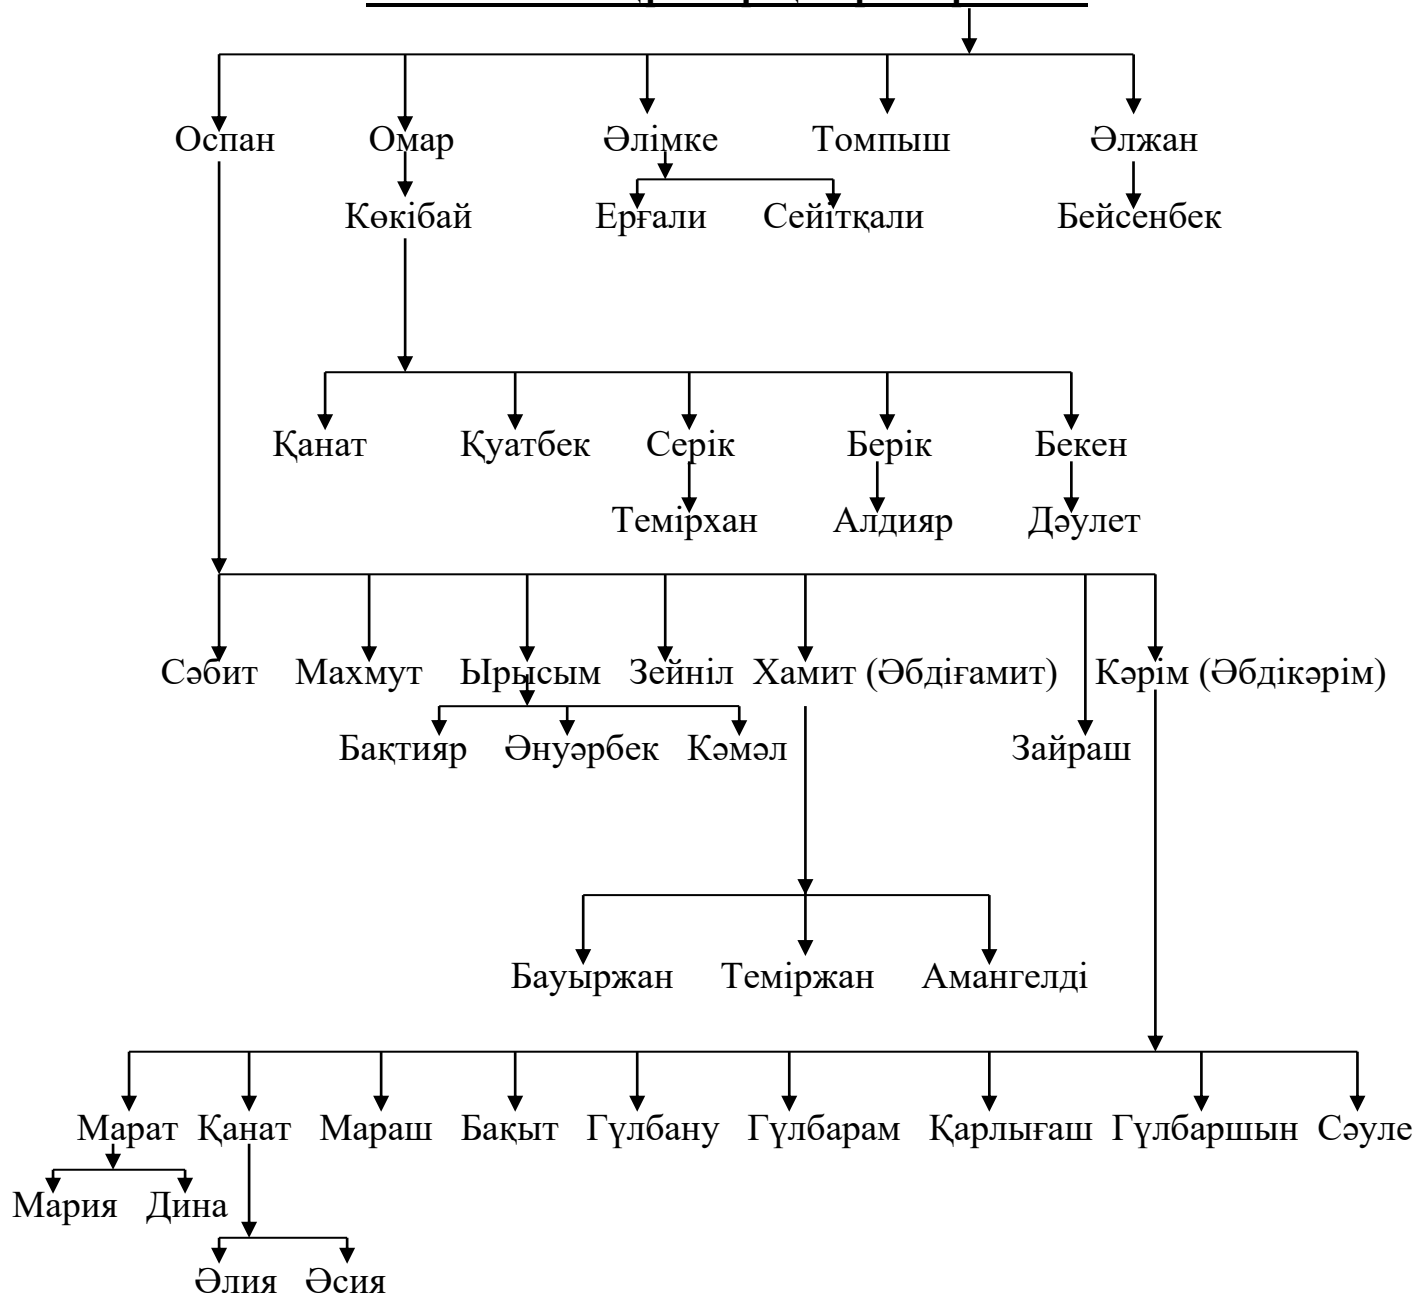 Оспан Омар Әлімке Томпыш Әлжан
Көкібай Ерғали Сейітқали Бейсенбек
Қанат Қуатбек Серік Берік Бекен
Темірхан Алдияр Дәулет
Сәбит Махмут Ырысым Зейніл Хамит (Әбдіғамит) Кәрім (Әбдікәрім)
Бақтияр Әнуәрбек Кәмәл Зайраш
Бауыржан Теміржан Амангелді
Марат Қанат Мараш Бақыт Гүлбану Гүлбарам Қарлығаш Гүлбаршын Сәуле
Мария Дина
Әлия Әсия